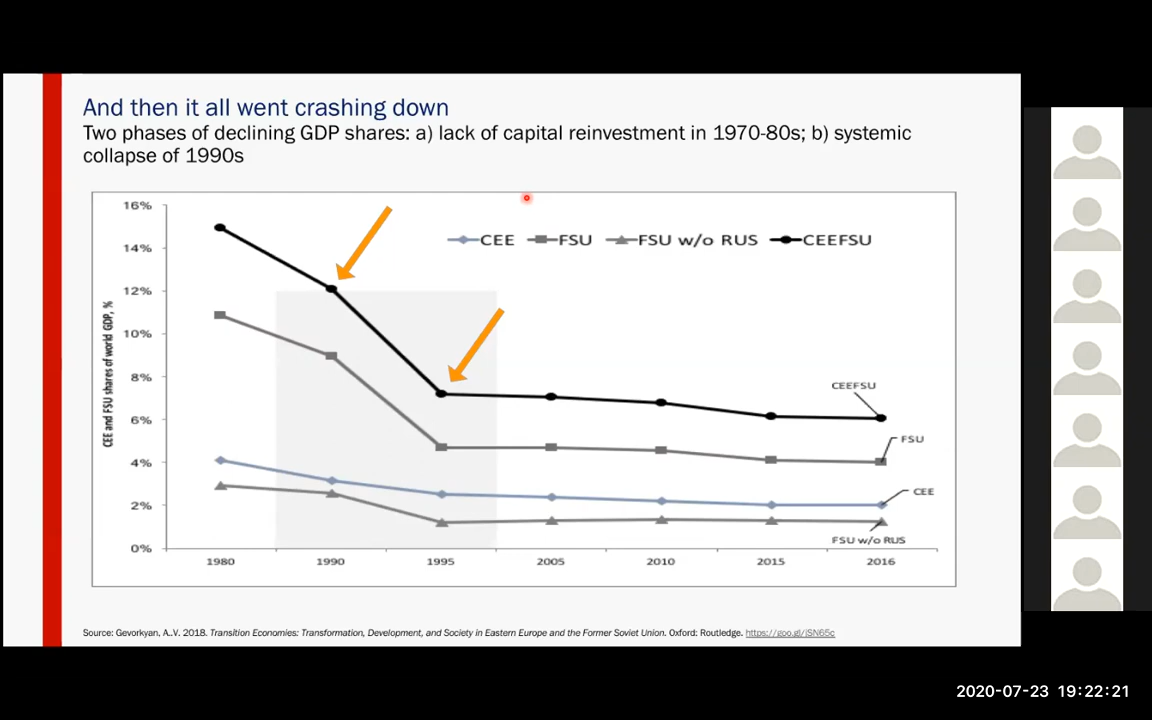 And then it all went crashing down
Two phases of declining GDP shares: a) lack of capital reinvestment in 1970-80s; b) systemic
collapse of 1990s
16%
14%
12%
10%
8%
6%
4%
2%
0%
CEE and FSU shares of world GDP, %
CEE FSU FSU w/o RUS CEEFSU
CEEFSU
FSU
CEE
FSU w/o RUS
1980 1990 1995 2005 2010 2015 2016
Source: Gevorkyan, A..V. 2018. Transition Economies: Transformation, Development, and Society in Eastern Europe and the Former Soviet Union. Oxford: Routledge. https://goo.gl/jSN65c
2020-07-23 19:22:21